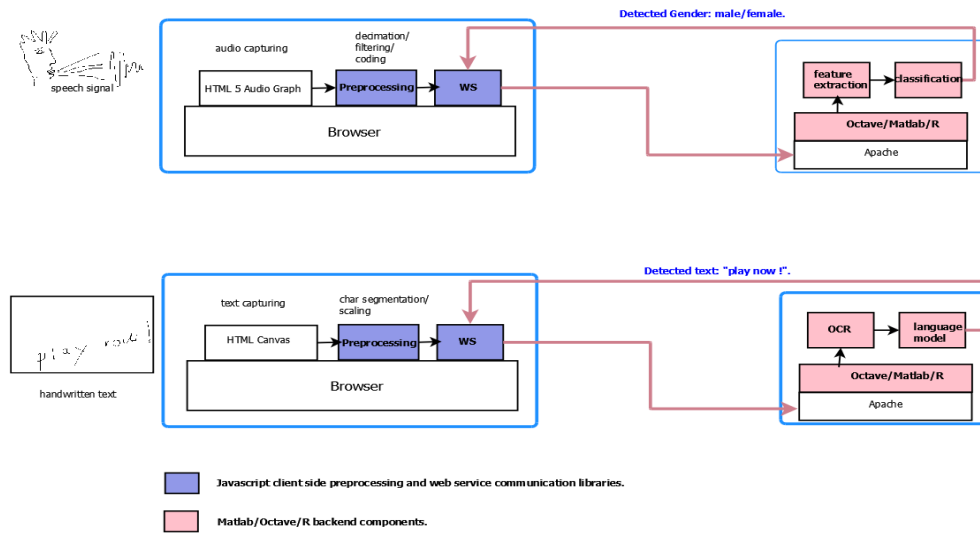 Detected Gender: male/female.
speech signal
audio capturing
decimation/
filtering/
coding
HTML 5 Audio Graph
Preprocessing
WS
Browser
feature
extraction
classification
Octave/Matlab/R
Apache
Detected text: "play now !".
play now!
handwritten text
text capturing
char segmentation/
scaling
HTML Canvas
Preprocessing
WS
Browser
OCR
language
model
Octave/Matlab/R
Apache
Javascript client side preprocessing and web service communication libraries.
Matlab/Octave/R backend components.